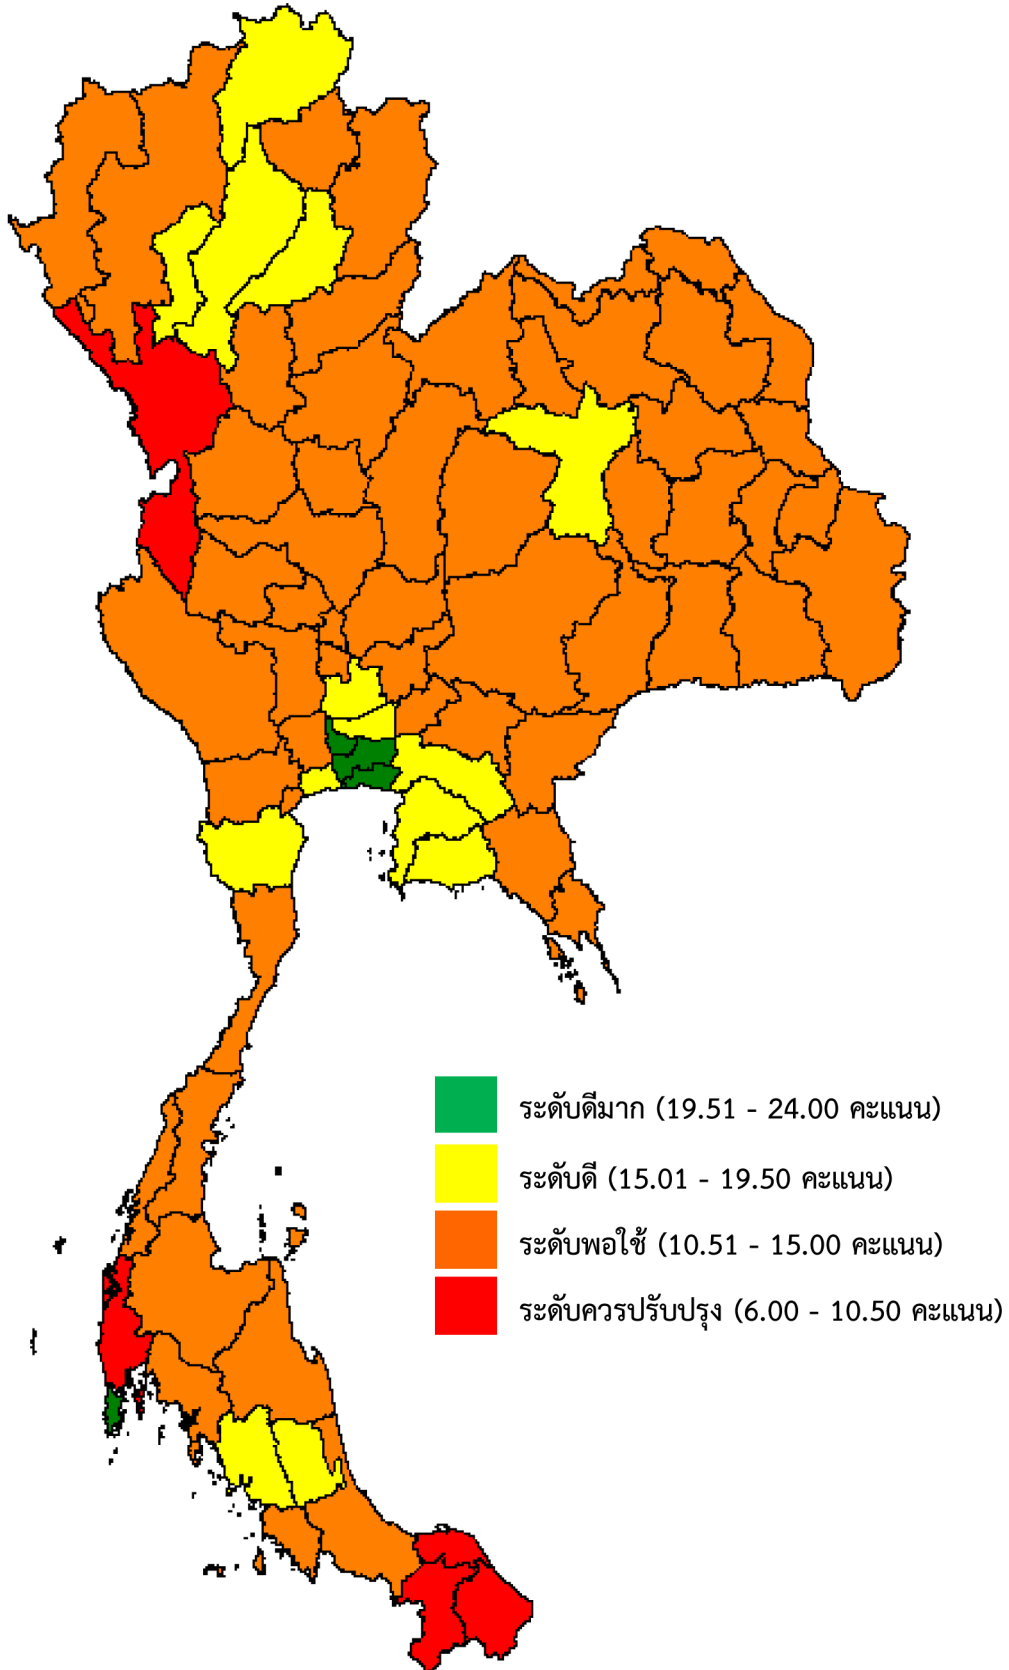 ระดับดีมาก (19.51 - 24.00 คะแนน)
ระดับดี (15.01 - 19.50 คะแนน)
ระดับพอใช้ (10.51 - 15.00 คะแนน)
ระดับควรปรับปรุง (6.00 - 10.50 คะแนน)